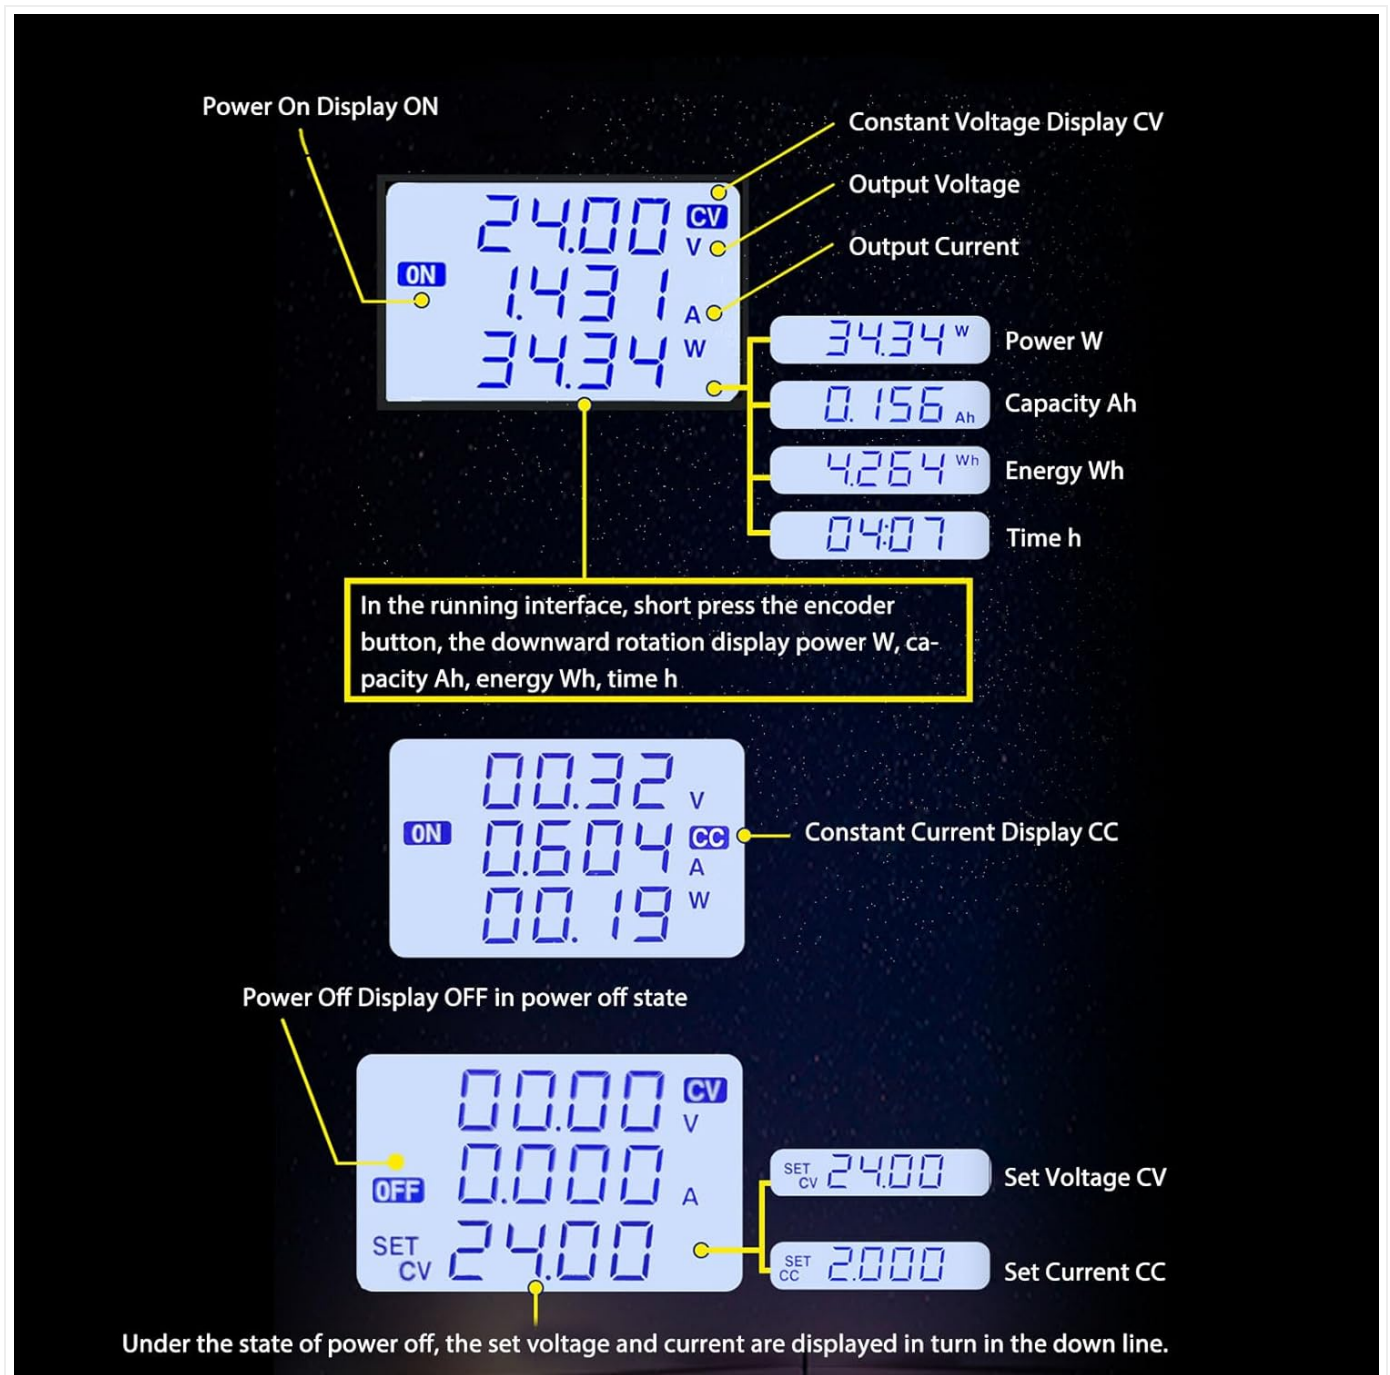 Power On Display ON
Constant Voltage Display CV
Output Voltage
Output Current
24.00 CV
V
ON
1.431 A
34.34 W
34.34 W Power W
0.156 Ah Capacity Ah
4.264 Wh Energy Wh
04:07 Time h
In the running interface, short press the encoder
button, the downward rotation display power W, ca-
pacity Ah, energy Wh, time h
00.32 V
ON 0.604 CC
A
00.19 W
Constant Current Display CC
Power Off Display OFF in power off state
00.00 CV
V
OFF 0.000 A
SET
CV 24.00
SET
CV 24.00 Set Voltage CV
SET
CC 2.000 Set Current CC
Under the state of power off, the set voltage and current are displayed in turn in the down line.